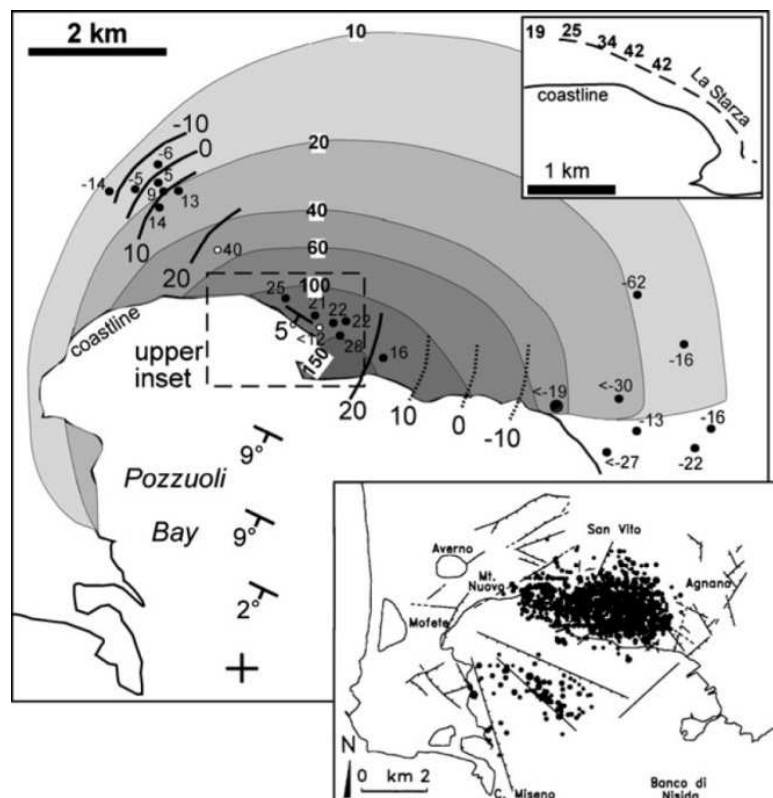 2 km
10
19 25 34 42 42
La Starza
coastline
1 km
20
-10
0
-6
-14
-5
5
9
13
14
10
40
40
20
60
-62
100
25
21
22
22
5°
<12
28
150
16
-16
coastline
upper
inset
20
10
0
-10
<-19
<-30
-13
-16
<-27
-22
9°
Pozzuoli
Bay
9°
2°
San Vito
Averno
Mt.
Nuovo
Agnano
Mofete
N
0 km 2
C. Miseno
Banco di
Nisida